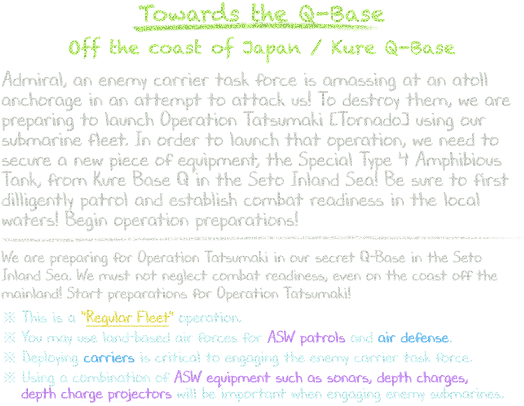 Towards the Q-Base
Off the coast of Japan / Kure Q-Base
Admiral, an enemy carrier task force is amassing at an atoll
anchorage in an attempt to attack us! To destroy them, we are
preparing to launch Operation Tatsumaki [Tornado] using our
submarine fleet. In order to launch that operation, we need to
secure a new piece of equipment, the Special Type 4 Amphibious
Tank, from Kure Base Q in the Seto Inland Sea! Be sure to first
dilligently patrol and establish combat readiness in the local
waters! Begin operation preparations!
We are preparing for Operation Tatsumaki in our secret Q-Base in the Seto
Inland Sea. We must not neglect combat readiness, even on the coast off the
mainland! Start preparations for Operation Tatsumaki!
※ This is a "Regular Fleet" operation.
※ You may use land-based air forces for ASW patrols and air defense.
※ Deploying carriers is critical to engaging the enemy carrier task force.
※ Using a combination of ASW equipment such as sonars, depth charges,
depth charge projectors will be important when engaging enemy submarines.